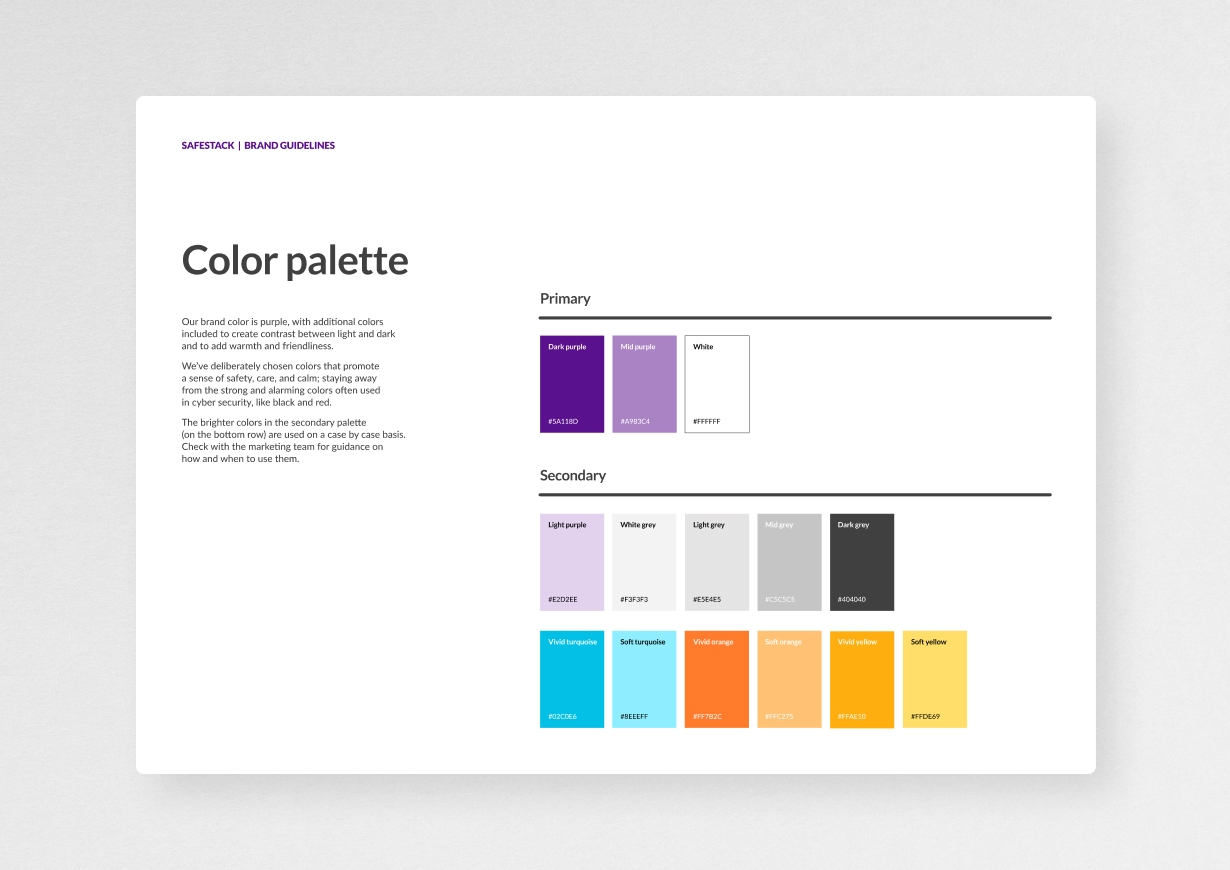 SAFESTACK | BRAND GUIDELINES
Color palette
Our brand color is purple, with additional colors
included to create contrast between light and dark
and to add warmth and friendliness.
We've deliberately chosen colors that promote
a sense of safety, care, and calm; staying away
from the strong and alarming colors often used
in cyber security, like black and red.
The brighter colors in the secondary palette
(on the bottom row) are used on a case by case basis.
Check with the marketing team for guidance on
how and when to use them.
Primary
Dark purple
#5A118D
Mid purple
#A983C4
White
#FFFFFF
Secondary
Light purple
#E2D2EE
White grey
#F3F3F3
Light grey
#E5E4E5
Mid grey
#C5C5C5
Dark grey
#404040
Vivid turquoise
#02C0E6
Soft turquoise
#8EEEFF
Vivid orange
#FF7B2C
Soft orange
#FFC275
Vivid yellow
#FFAE10
Soft yellow
#FFDE69